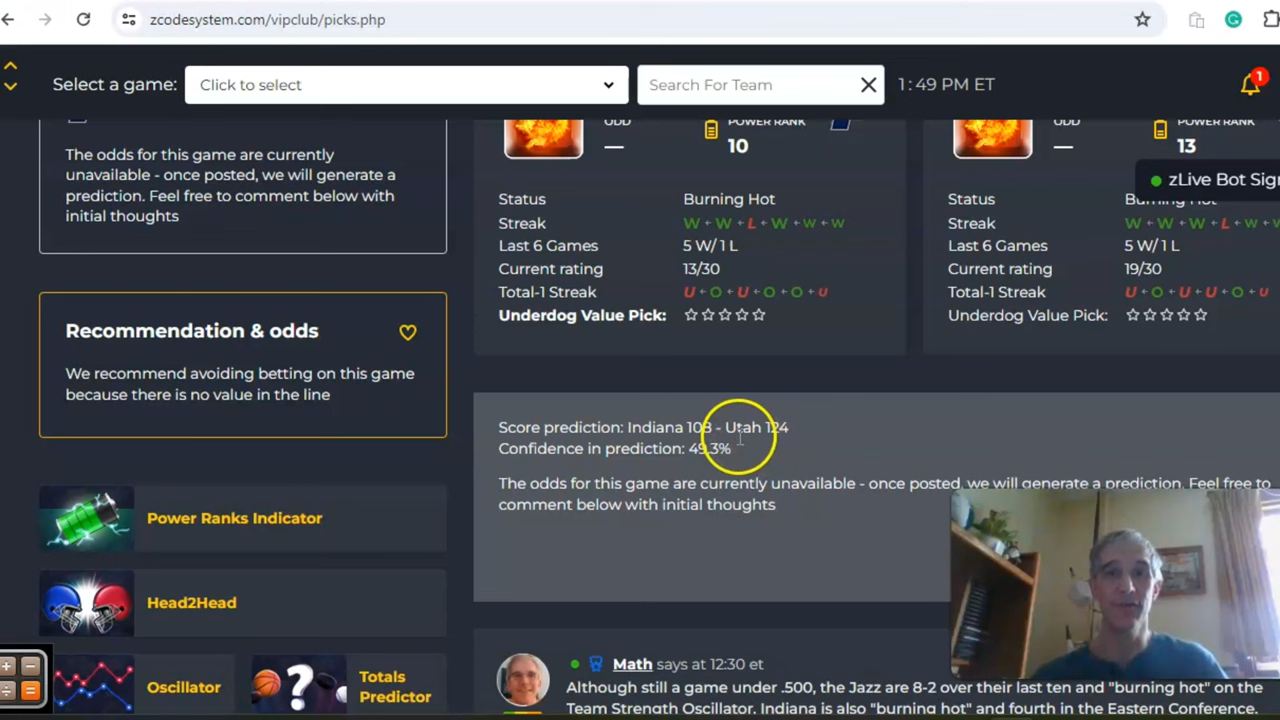 zcodesystem.com/vipclub/picks.php
Select a game:
Click to select
Search For Team
1:49 PM ET
1
The odds for this game are currently
unavailable - once posted, we will generate a
prediction. Feel free to comment below with
initial thoughts
ODD
—
POWER RANK
10
Status Burning Hot
Streak W W L W W W
Last 6 Games 5 W/ 1 L
Current rating 13/30
Total-1 Streak U O U O O U
Underdog Value Pick:
ODD
—
POWER RANK
13
zLive Bot Sig
Status Burning Hot
Streak W W W L W
Last 6 Games 5 W/ 1 L
Current rating 19/30
Total-1 Streak U O U U O U
Underdog Value Pick:
Recommendation & odds
We recommend avoiding betting on this game
because there is no value in the line
Score prediction: Indiana 108 - Utah 124
Confidence in prediction: 49.3%
The odds for this game are currently unavailable - once posted, we will generate a prediction. Feel free to
comment below with initial thoughts
Power Ranks Indicator
Head2Head
Oscillator
Totals
Predictor
Math says at 12:30 et
Although still a game under .500, the Jazz are 8-2 over their last ten and "burning hot" on the
Team Strength Oscillator. Indiana is also "burning hot" and fourth in the Eastern Conference.